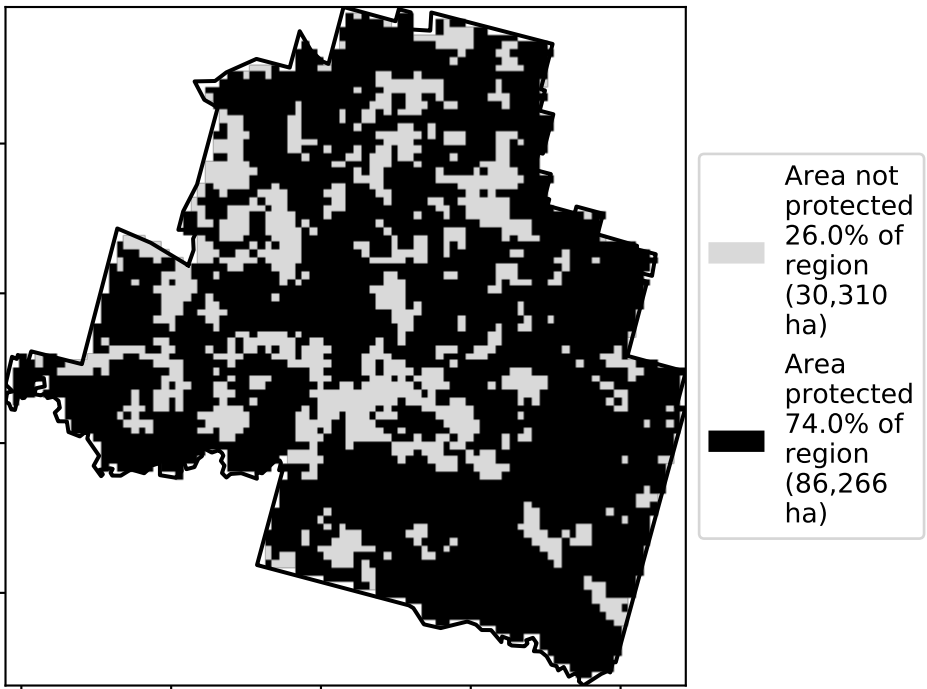 Area not
protected
26.0% of
region
(30,310
ha)
Area
protected
74.0% of
region
(86,266
ha)